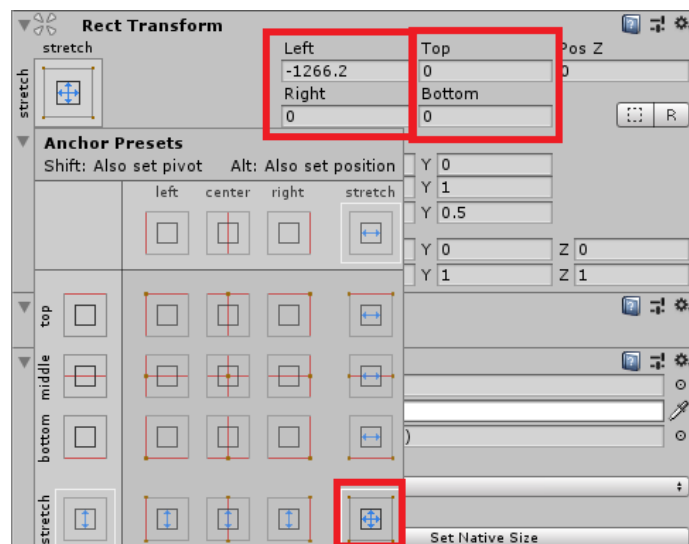 Rect Transform
stretch
Left Top Pos Z
-1266.2 0 0
stretch
Right Bottom
0 0
R
Anchor Presets
Shift: Also set pivot Alt: Also set position
Y 0
left center right stretch
Y 1
Y 0.5
Y 0 Z 0
Y 1 Z 1
top
middle
bottom
)
stretch
Set Native Size